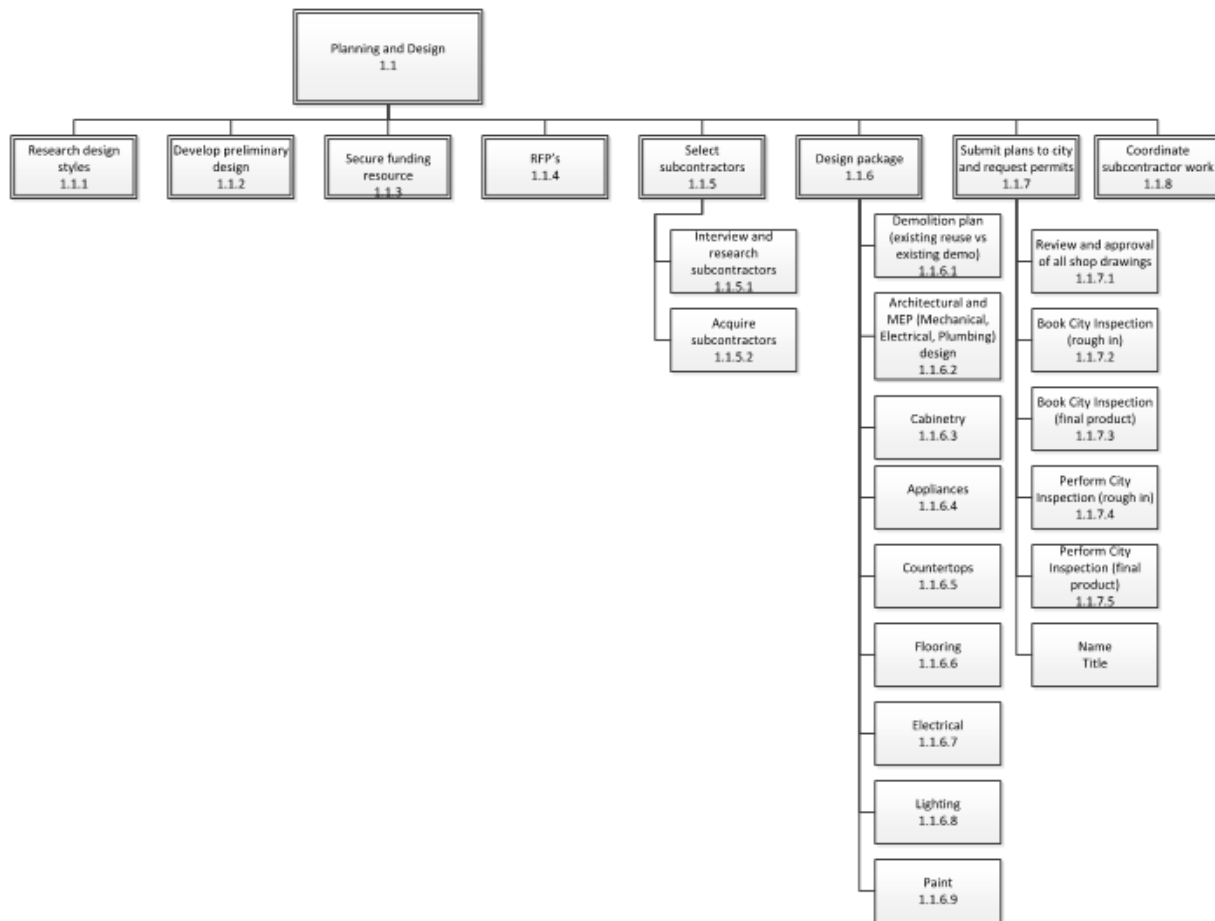 Planning and Design
1.1
Research design
styles
1.1.1
Develop preliminary
design
1.1.2
Secure funding
resource
1.1.3
RFP's
1.1.4
Select
subcontractors
1.1.5
Design package
1.1.6
Submit plans to city
and request permits
1.1.7
Coordinate
subcontractor work
1.1.8
Interview and
research
subcontractors
1.1.5.1
Acquire
subcontractors
1.1.5.2
Demolition plan
(existing reuse vs
existing demo)
1.1.6.1
Architectural and
MEP (Mechanical,
Electrical, Plumbing)
design
1.1.6.2
Cabinetry
1.1.6.3
Appliances
1.1.6.4
Countertops
1.1.6.5
Flooring
1.1.6.6
Electrical
1.1.6.7
Lighting
1.1.6.8
Paint
1.1.6.9
Review and approval
of all shop drawings
1.1.7.1
Book City Inspection
(rough in)
1.1.7.2
Book City Inspection
(final product)
1.1.7.3
Perform City
Inspection (rough in)
1.1.7.4
Perform City
Inspection (final
product)
1.1.7.5
Name
Title